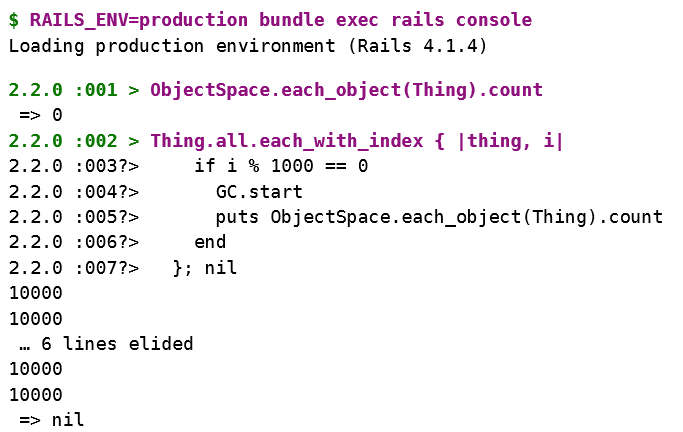 $ RAILS_ENV=production bundle exec rails console
Loading production environment (Rails 4.1.4)
2.2.0 :001 > ObjectSpace.each_object(Thing).count
 => 0
2.2.0 :002 > Thing.all.each_with_index { |thing, i|
2.2.0 :003?>     if i % 1000 == 0
2.2.0 :004?>       GC.start
2.2.0 :005?>       puts ObjectSpace.each_object(Thing).count
2.2.0 :006?>     end
2.2.0 :007?>   }; nil
10000
10000
 … 6 lines elided
10000
10000
 => nil